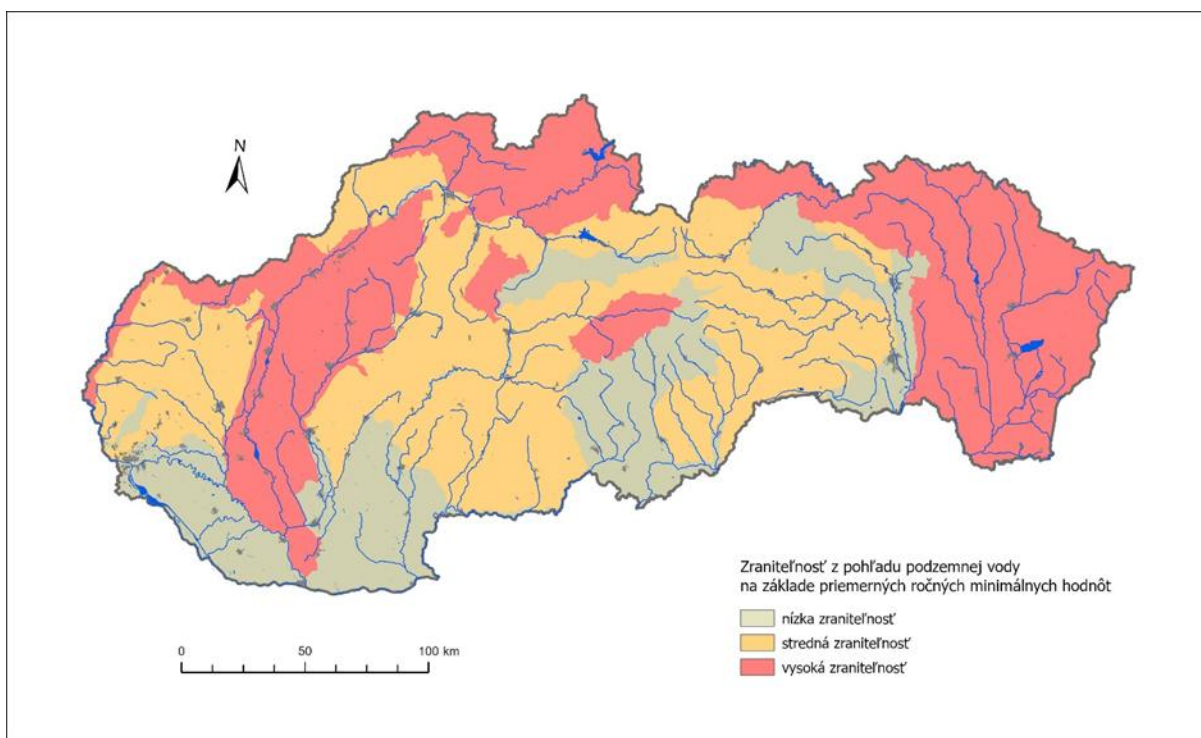 N
Zraniteľnosť z pohľadu podzemnej vody
na základe priemerných ročných minimálnych hodnôt
nízka zraniteľnosť
stredná zraniteľnosť
vysoká zraniteľnosť
0 50 100 km